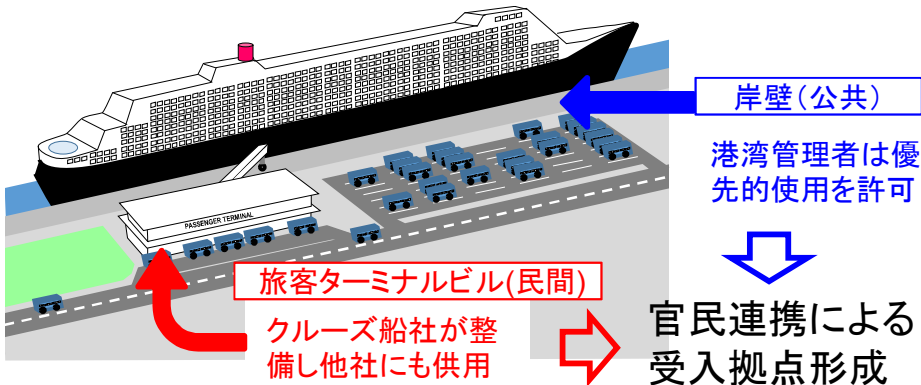 岸壁(公共)
港湾管理者は優
先的使用を許可
PASSENGER TERMINAL
旅客ターミナルビル(民間)
クルーズ船社が整
備し他社にも供用
官民連携による
受入拠点形成